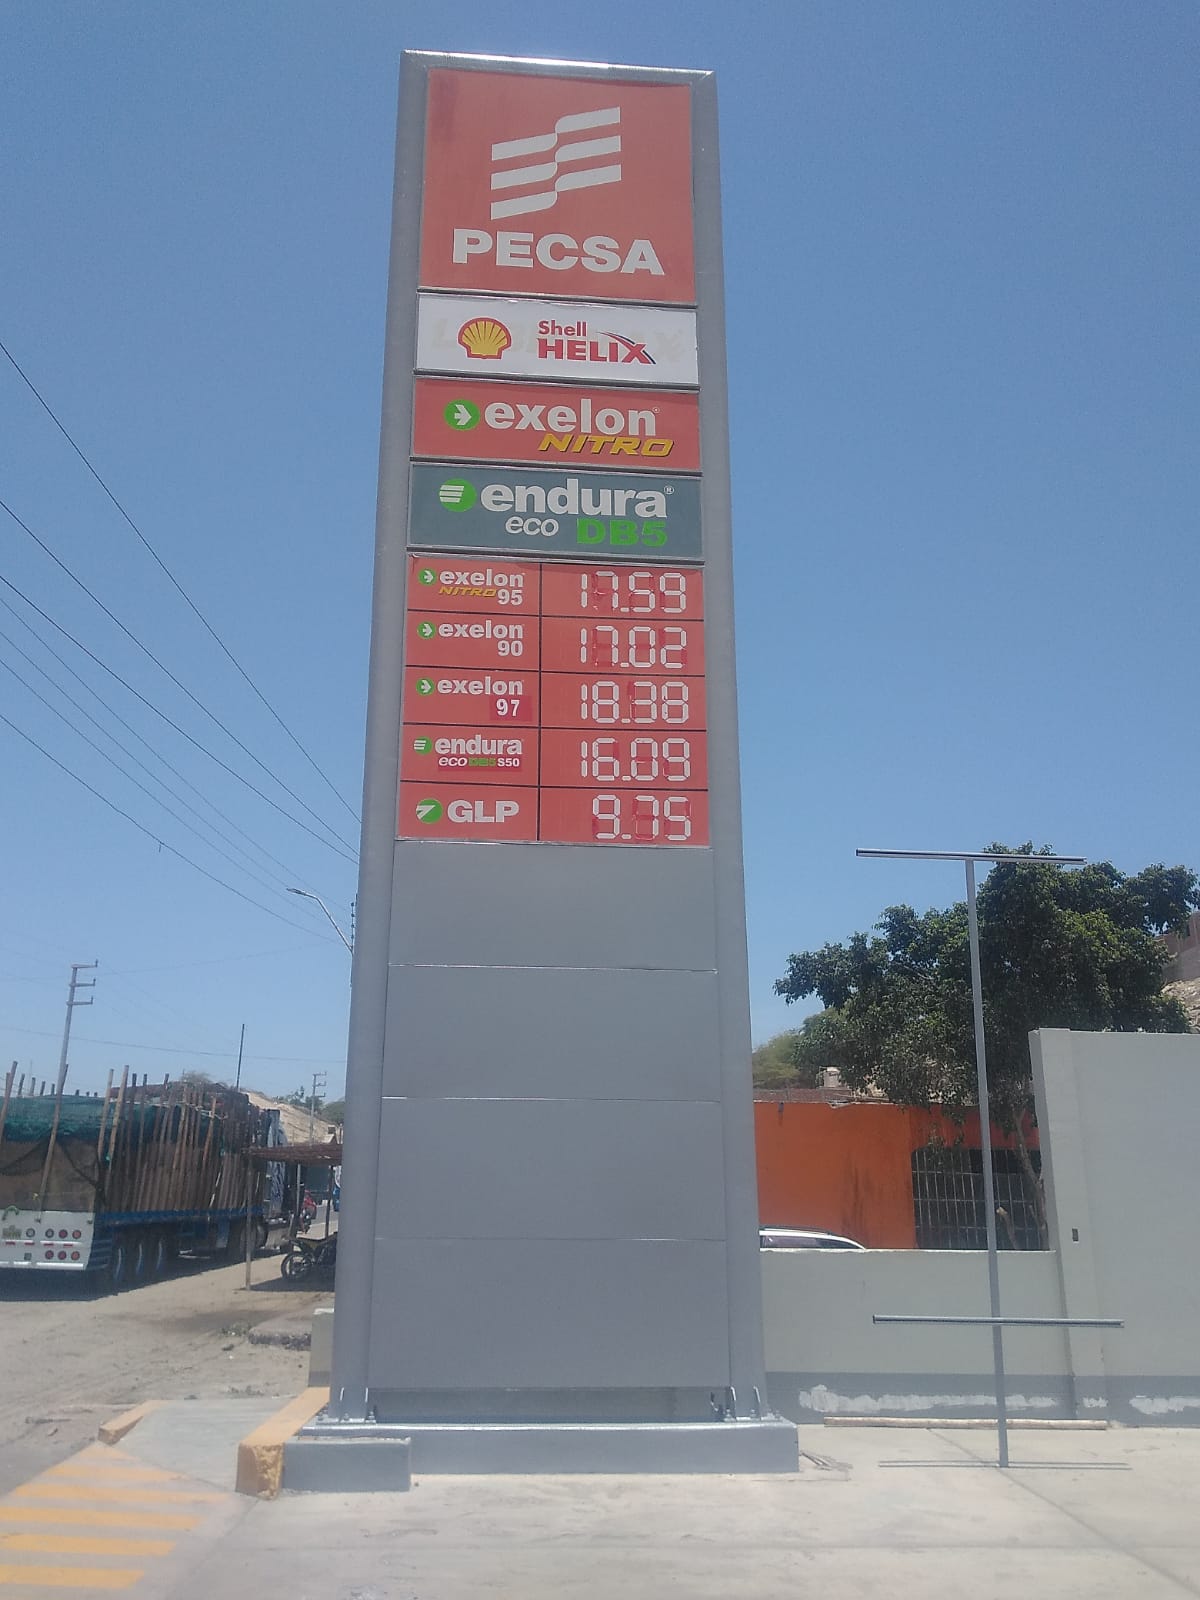 PECSA
Shell
HELIX
exelon
NITRO
endura®
eco DB5
exelon
NITRO 95 17.59
exelon
90 17.02
exelon
97 18.38
endura
eco DB5 S50 16.09
GLP 9.75